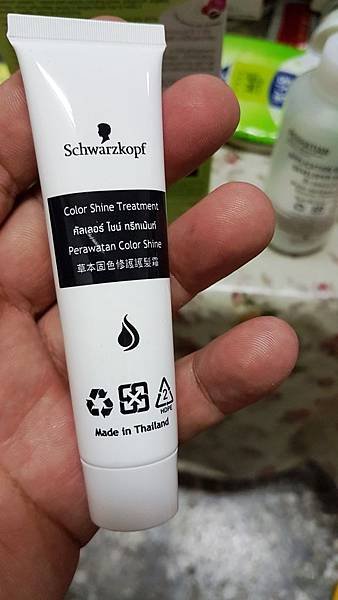 Schwarzkopf
Color Shine Treatment
คัลเลอร์ ไชน์ ทรีทเม้นท์
Perawatan Color Shine
草本固色修護護髮霜
2
HDPE
Made in Thailand